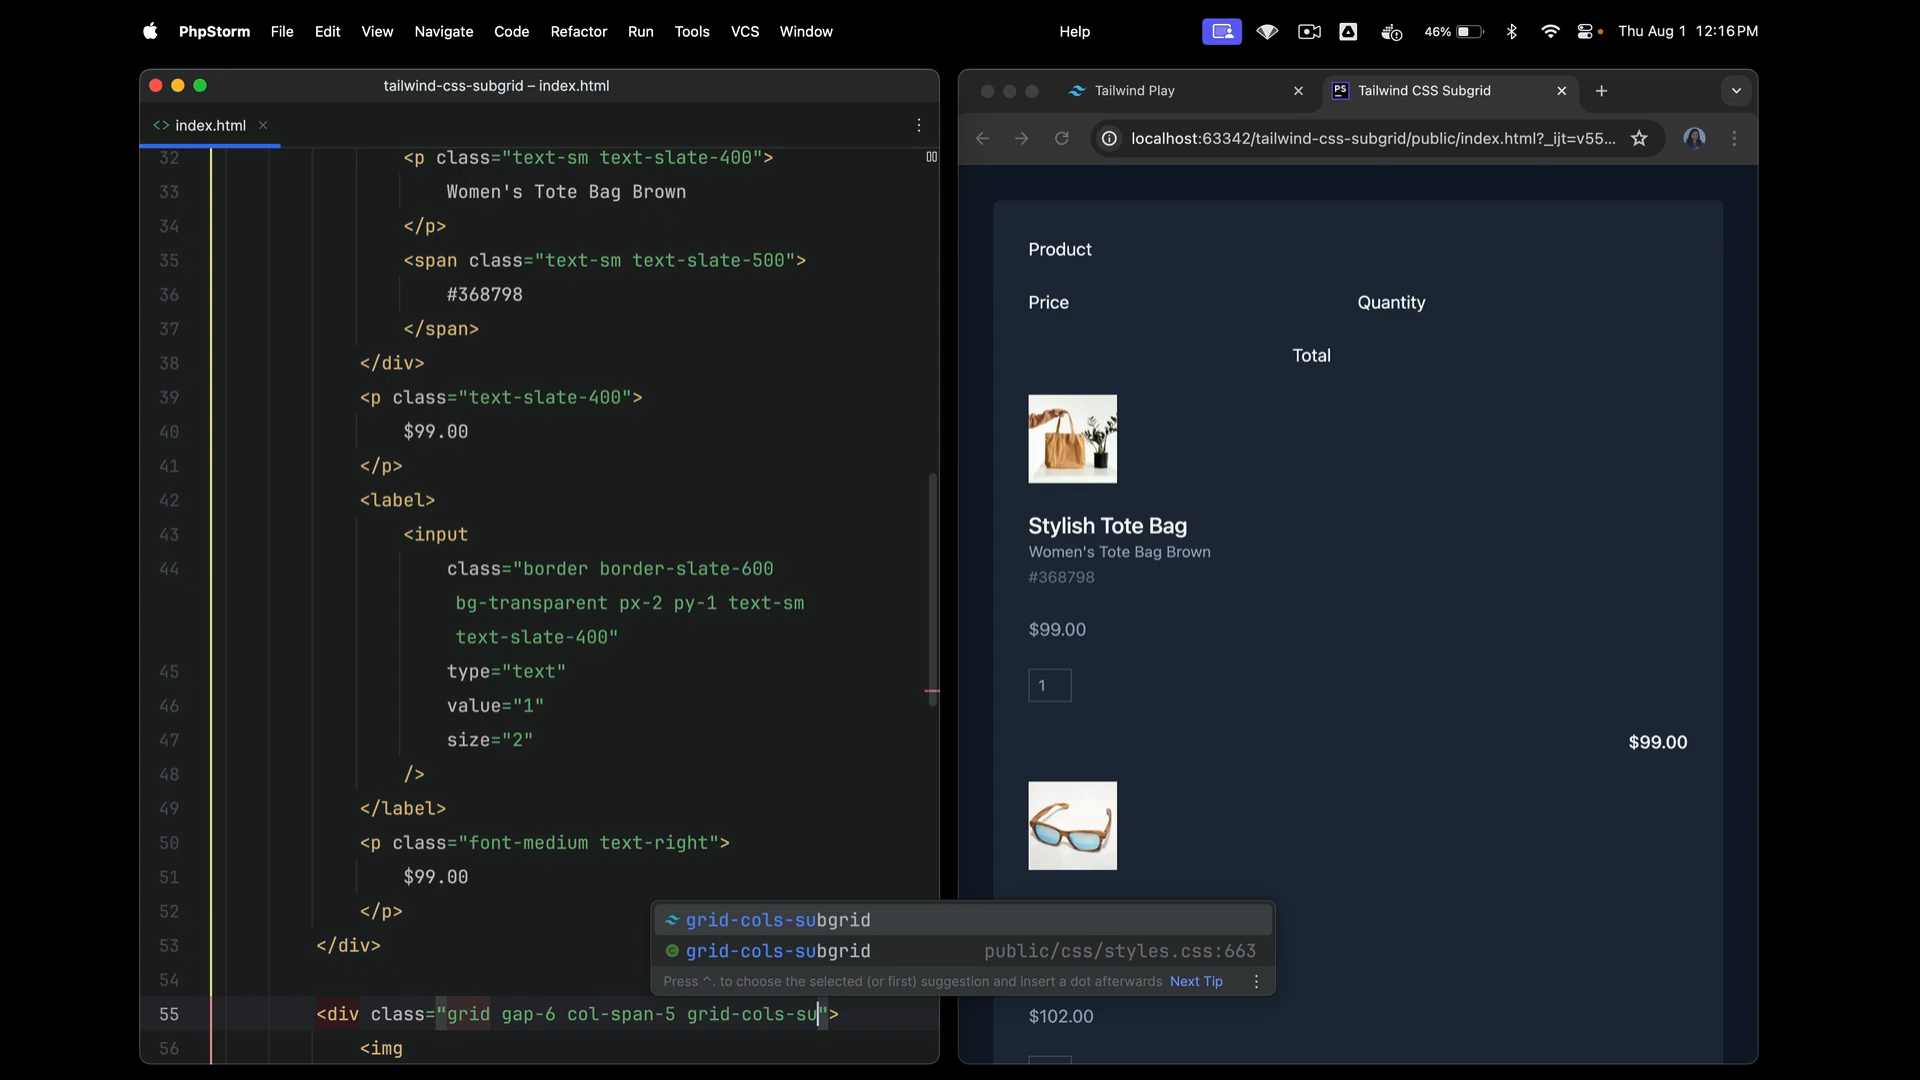 PhpStorm File Edit View Navigate Code Refactor Run Tools VCS Window Help 46% Thu Aug 1 12:16 PM
tailwind-css-subgrid – index.html
<> index.html
32 <p class="text-sm text-slate-400">
33 Women's Tote Bag Brown
34 </p>
35 <span class="text-sm text-slate-500">
36 #368798
37 </span>
38 </div>
39 <p class="text-slate-400">
40 $99.00
41 </p>
42 <label>
43 <input
44 class="border border-slate-600
bg-transparent px-2 py-1 text-sm
text-slate-400"
45 type="text"
46 value="1"
47 size="2"
48 />
49 </label>
50 <p class="font-medium text-right">
51 $99.00
52 </p>
53 </div>
54
55 <div class="grid gap-6 col-span-5 grid-cols-su">
56 <img
grid-cols-subgrid
grid-cols-subgrid public/css/styles.css:663
Press ^. to choose the selected (or first) suggestion and insert a dot afterwards Next Tip
Tailwind Play
PS Tailwind CSS Subgrid
localhost:63342/tailwind-css-subgrid/public/index.html?_ijt=v55...
Product
Price Quantity
Total
Stylish Tote Bag
Women's Tote Bag Brown
#368798
$99.00
1
$99.00
$102.00